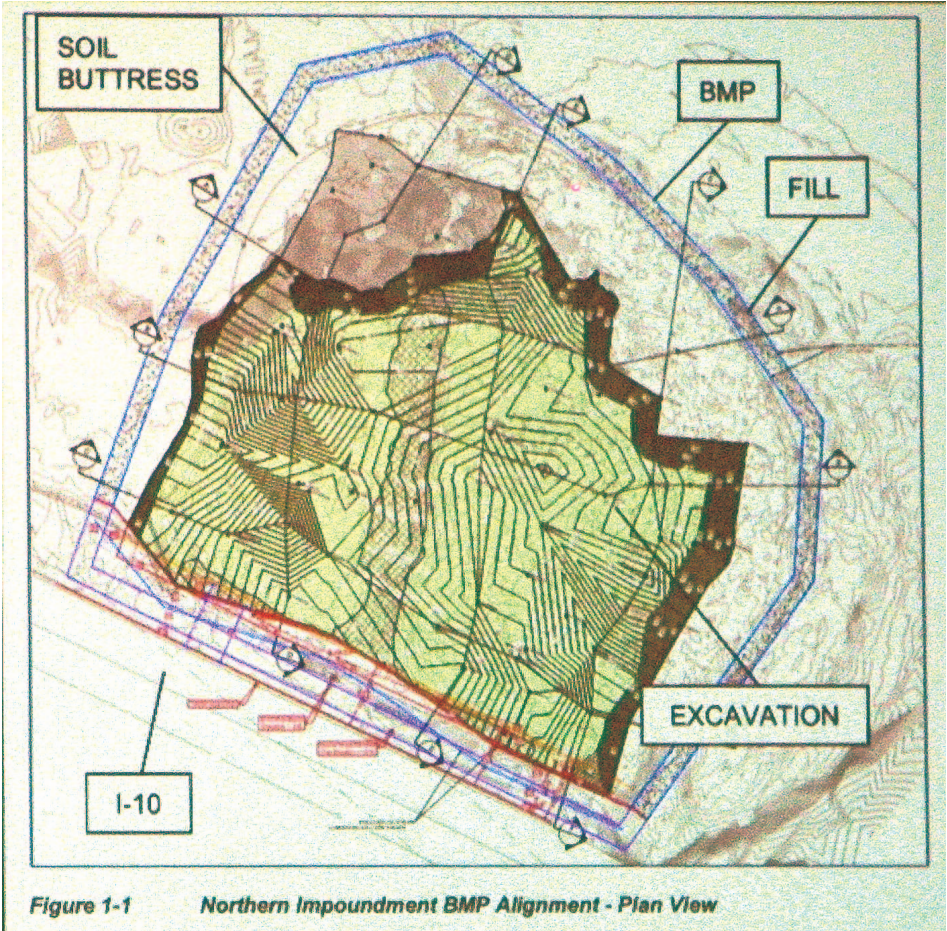 SOIL
BUTTRESS
BMP
FILL
EXCAVATION
I-10
Figure 1-1 Northern Impoundment BMP Alignment - Plan View